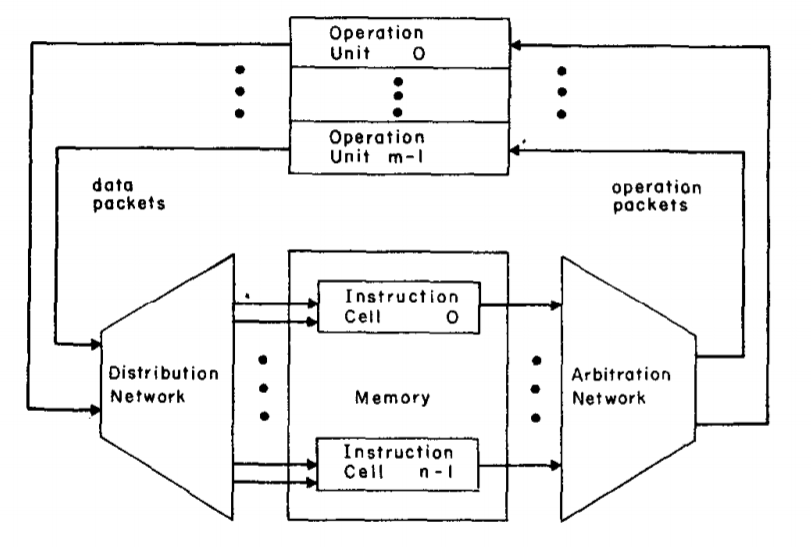 Operation
Unit 0
Operation
Unit m-1
data
packets
operation
packets
Instruction
Cell 0
Distribution
Network
Memory
Arbitration
Network
Instruction
Cell n-1